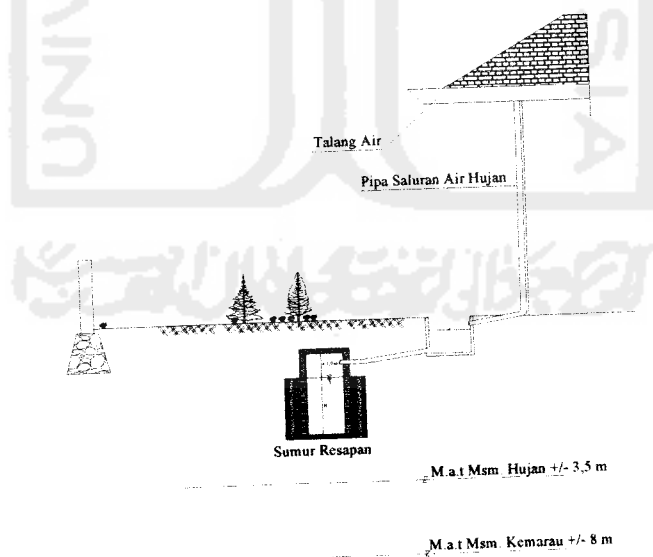 Talang Air
Pipa Saluran Air Hujan
Sumur Resapan
M.a.t Msm. Hujan +/- 3,5 m
M.a.t Msm. Kemarau +/- 8 m